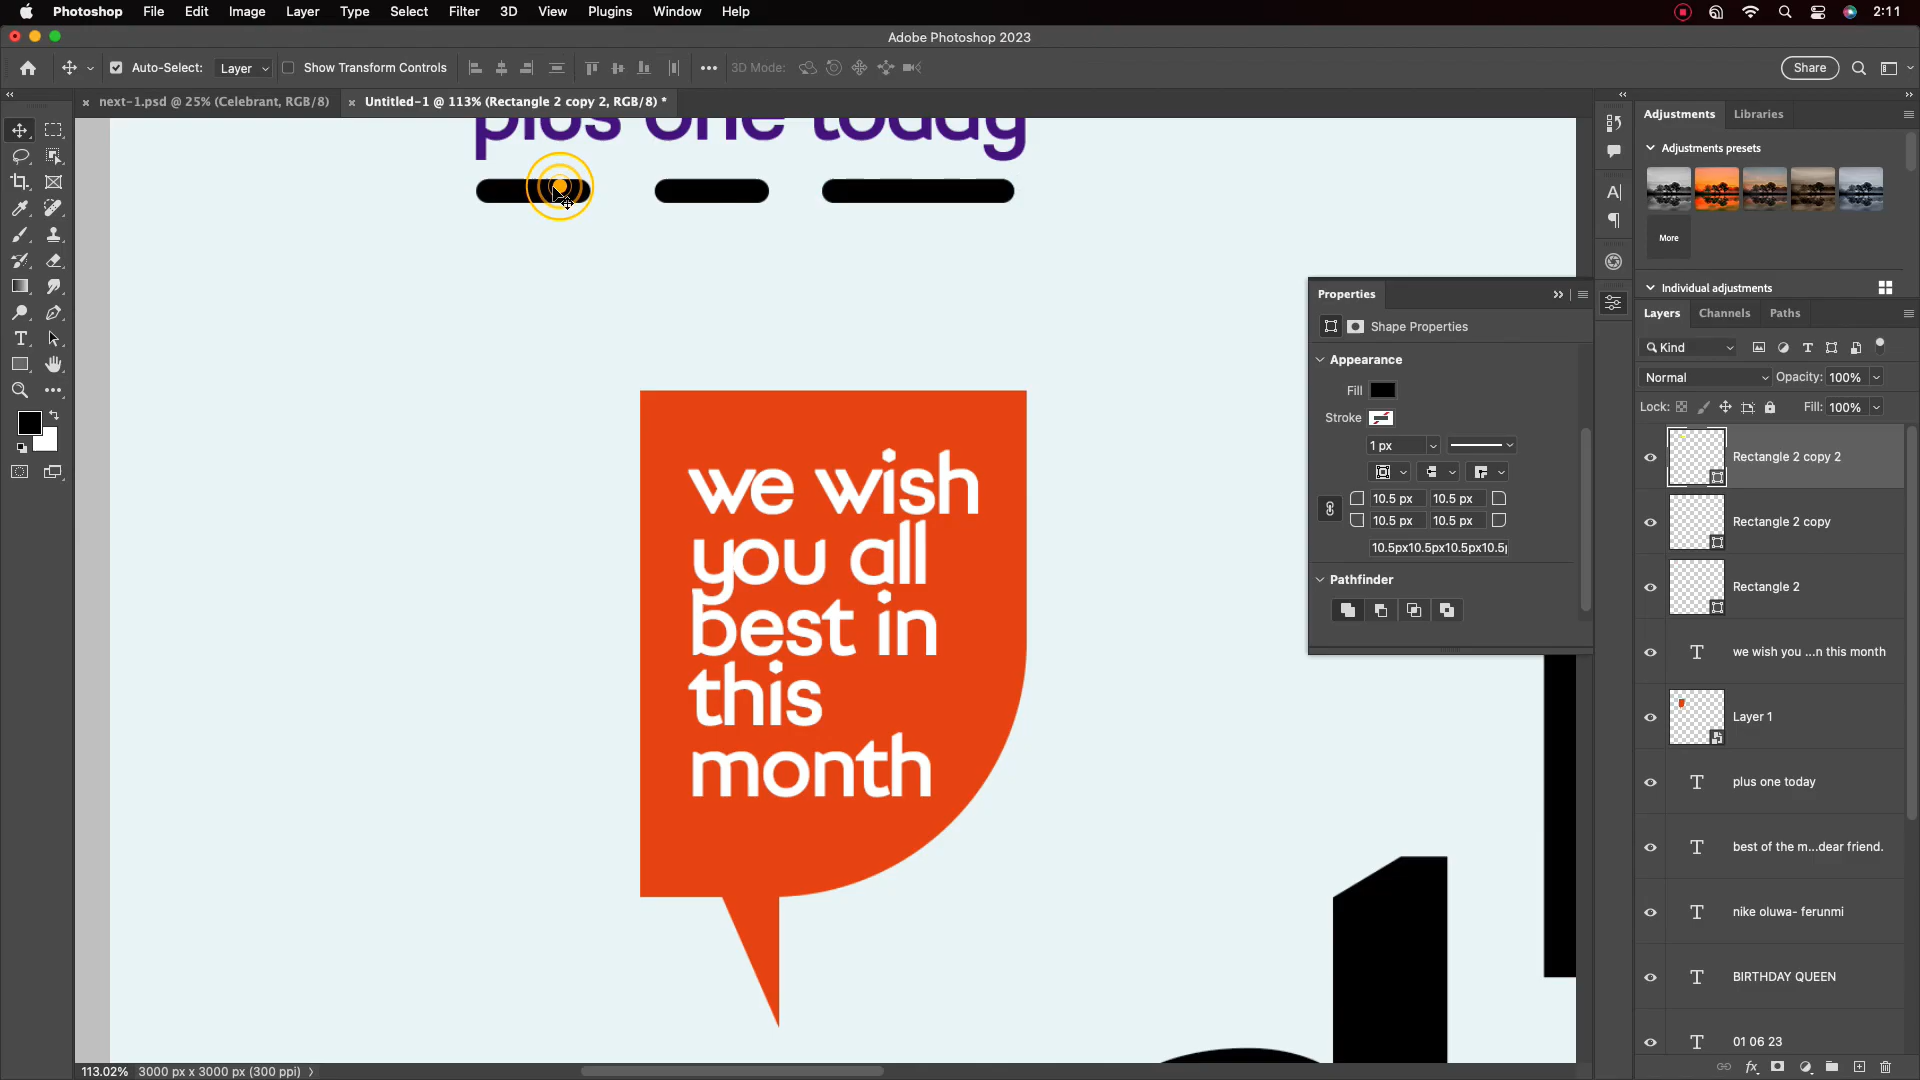 Photoshop File Edit Image Layer Type Select Filter 3D View Plugins Window Help 2:11
Adobe Photoshop 2023
Auto-Select: Layer Show Transform Controls 3D Mode: Share
next-1.psd @ 25% (Celebrant, RGB/8) Untitled-1 @ 113% (Rectangle 2 copy 2, RGB/8) *
plus one today
we wish
you all
best in
this
month
Properties
Shape Properties
Appearance
Fill
Stroke
1 px
10.5 px 10.5 px
10.5 px 10.5 px
10.5px10.5px10.5px10.5p
Pathfinder
Adjustments Libraries
Adjustments presets
More
Individual adjustments
Layers Channels Paths
Kind
Normal Opacity: 100%
Lock: Fill: 100%
Rectangle 2 copy 2
Rectangle 2 copy
Rectangle 2
we wish you ...n this month
Layer 1
plus one today
best of the m...dear friend.
nike oluwa- ferunmi
BIRTHDAY QUEEN
01 06 23
113.02% 3000 px x 3000 px (300 ppi)